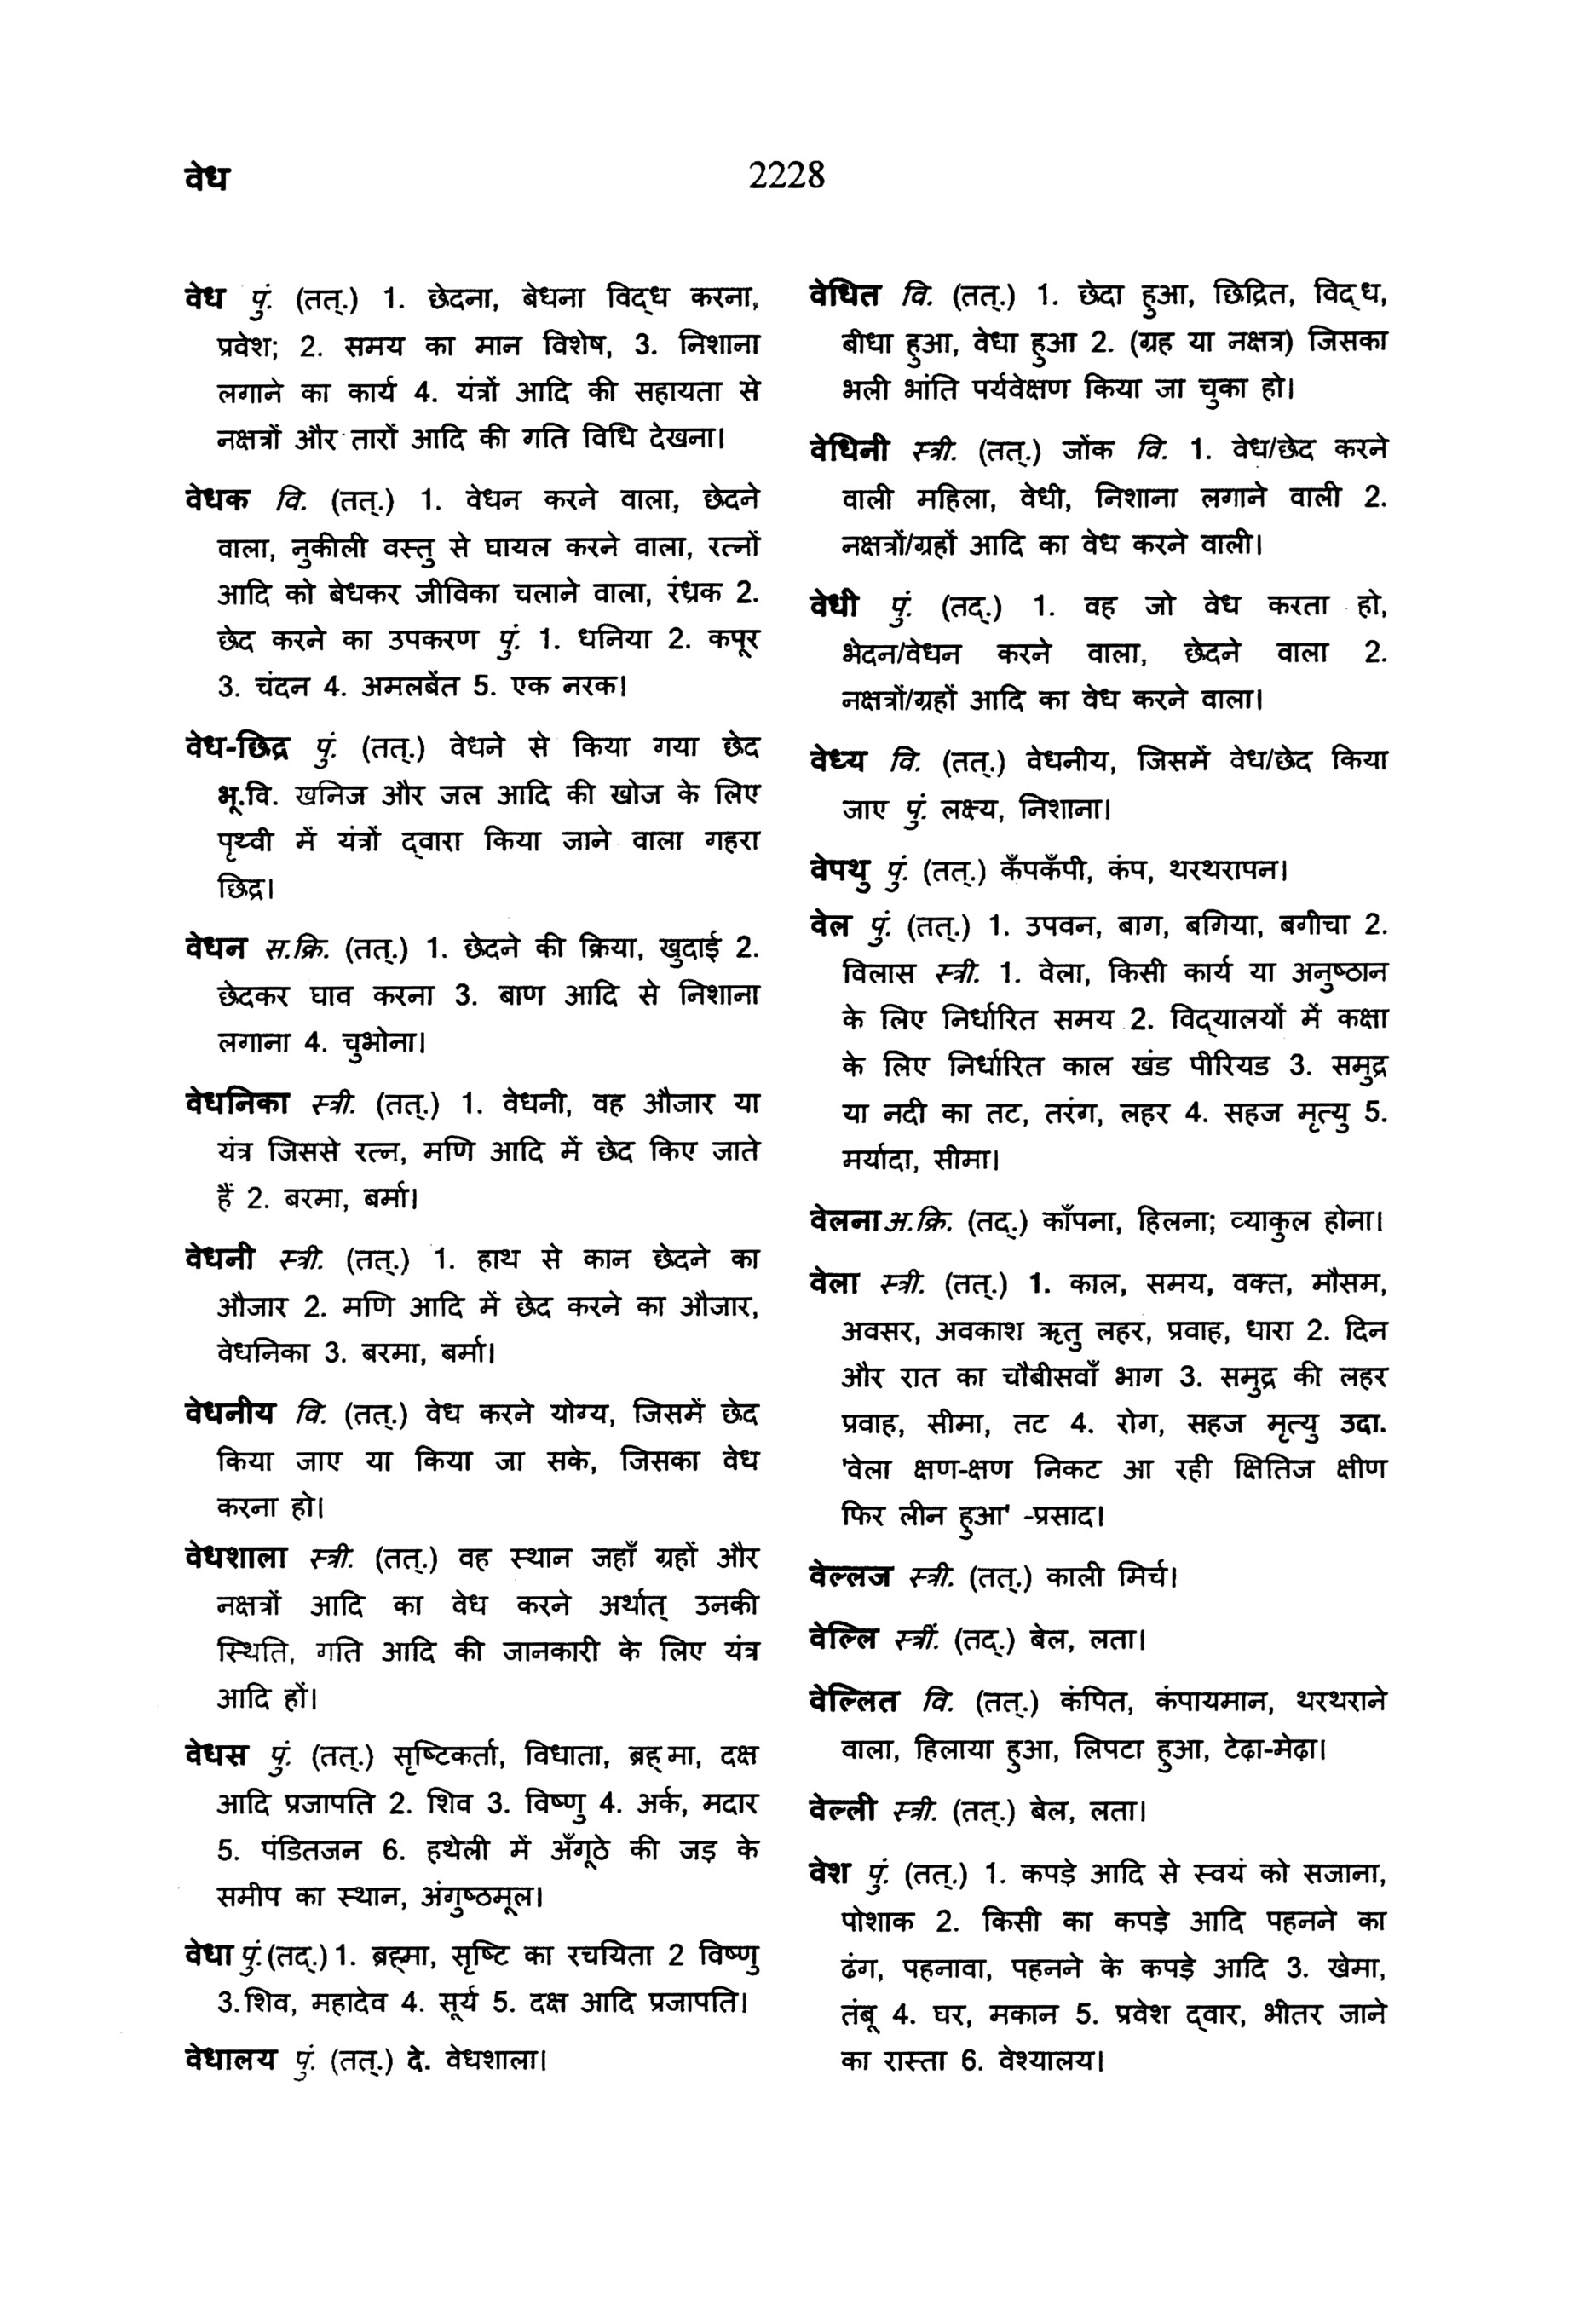 वेध
2228
वेध पुं. (तत्.) 1. छेदना, बेधना विद्ध करना,
प्रवेश; 2. समय का मान विशेष, 3. निशाना
लगाने का कार्य 4. यंत्रों आदि की सहायता से
नक्षत्रों और तारों आदि की गति विधि देखना।
वेधक वि. (तत्.) 1. वेधन करने वाला, छेदने
वाला, नुकीली वस्तु से घायल करने वाला, रत्नों
आदि को बेधकर जीविका चलाने वाला, रंध्रक 2.
छेद करने का उपकरण पुं. 1. धनिया 2. कपूर
3. चंदन 4. अमलबेंत 5. एक नरक।
वेध-छिद्र पुं. (तत्.) वेधने से किया गया छेद
भू.वि. खनिज और जल आदि की खोज के लिए
पृथ्वी में यंत्रों द्वारा किया जाने वाला गहरा
छिद्र।
वेधन स.क्रि. (तत्.) 1. छेदने की क्रिया, खुदाई 2.
छेदकर घाव करना 3. बाण आदि से निशाना
लगाना 4. चुभोना।
वेधनिका स्त्री. (तत्.) 1. वेधनी, वह औजार या
यंत्र जिससे रत्न, मणि आदि में छेद किए जाते
हैं 2. बरमा, बर्मा।
वेधनी स्त्री. (तत्.) 1. हाथ से कान छेदने का
औजार 2. मणि आदि में छेद करने का औजार,
वेधनिका 3. बरमा, बर्मा।
वेधनीय वि. (तत्.) वेध करने योग्य, जिसमें छेद
किया जाए या किया जा सके, जिसका वेध
करना हो।
वेधशाला स्त्री. (तत्.) वह स्थान जहाँ ग्रहों और
नक्षत्रों आदि का वेध करने अर्थात् उनकी
स्थिति, गति आदि की जानकारी के लिए यंत्र
आदि हों।
वेधस पुं. (तत्.) सृष्टिकर्ता, विधाता, ब्रह्मा, दक्ष
आदि प्रजापति 2. शिव 3. विष्णु 4. अर्क, मदार
5. पंडितजन 6. हथेली में अँगूठे की जड़ के
समीप का स्थान, अंगुष्ठमूल।
वेधा पुं.(तद्.) 1. ब्रह्मा, सृष्टि का रचयिता 2 विष्णु
3.शिव, महादेव 4. सूर्य 5. दक्ष आदि प्रजापति।
वेधालय पुं. (तत्.) दे. वेधशाला।
वेधित वि. (तत्.) 1. छेदा हुआ, छिद्रित, विद्ध,
बीधा हुआ, वेधा हुआ 2. (ग्रह या नक्षत्र) जिसका
भली भांति पर्यवेक्षण किया जा चुका हो।
वेधिनी स्त्री. (तत्.) जोंक वि. 1. वेध/छेद करने
वाली महिला, वेधी, निशाना लगाने वाली 2.
नक्षत्रों/ग्रहों आदि का वेध करने वाली।
वेधी पुं. (तद्.) 1. वह जो वेध करता हो,
भेदन/वेधन करने वाला, छेदने वाला 2.
नक्षत्रों/ग्रहों आदि का वेध करने वाला।
वेध्य वि. (तत्.) वेधनीय, जिसमें वेध/छेद किया
जाए पुं. लक्ष्य, निशाना।
वेपथु पुं. (तत्.) कँपकँपी, कंप, थरथरापन।
वेल पुं. (तत्.) 1. उपवन, बाग, बगिया, बगीचा 2.
विलास स्त्री. 1. वेला, किसी कार्य या अनुष्ठान
के लिए निर्धारित समय 2. विद्यालयों में कक्षा
के लिए निर्धारित काल खंड पीरियड 3. समुद्र
या नदी का तट, तरंग, लहर 4. सहज मृत्यु 5.
मर्यादा, सीमा।
वेलना अ.क्रि. (तद्.) काँपना, हिलना; व्याकुल होना।
वेला स्त्री. (तत्.) 1. काल, समय, वक्त, मौसम,
अवसर, अवकाश ऋतु लहर, प्रवाह, धारा 2. दिन
और रात का चौबीसवाँ भाग 3. समुद्र की लहर
प्रवाह, सीमा, तट 4. रोग, सहज मृत्यु उदा.
'वेला क्षण-क्षण निकट आ रही क्षितिज क्षीण
फिर लीन हुआ' -प्रसाद।
वेल्लज स्त्री. (तत्.) काली मिर्च।
वेल्लि स्त्रीं. (तद्.) बेल, लता।
वेल्लित वि. (तत्.) कंपित, कंपायमान, थरथराने
वाला, हिलाया हुआ, लिपटा हुआ, टेढ़ा-मेढ़ा।
वेल्ली स्त्री. (तत्.) बेल, लता।
वेश पुं. (तत्.) 1. कपड़े आदि से स्वयं को सजाना,
पोशाक 2. किसी का कपड़े आदि पहनने का
ढंग, पहनावा, पहनने के कपड़े आदि 3. खेमा,
तंबू 4. घर, मकान 5. प्रवेश द्वार, भीतर जाने
का रास्ता 6. वेश्यालय।